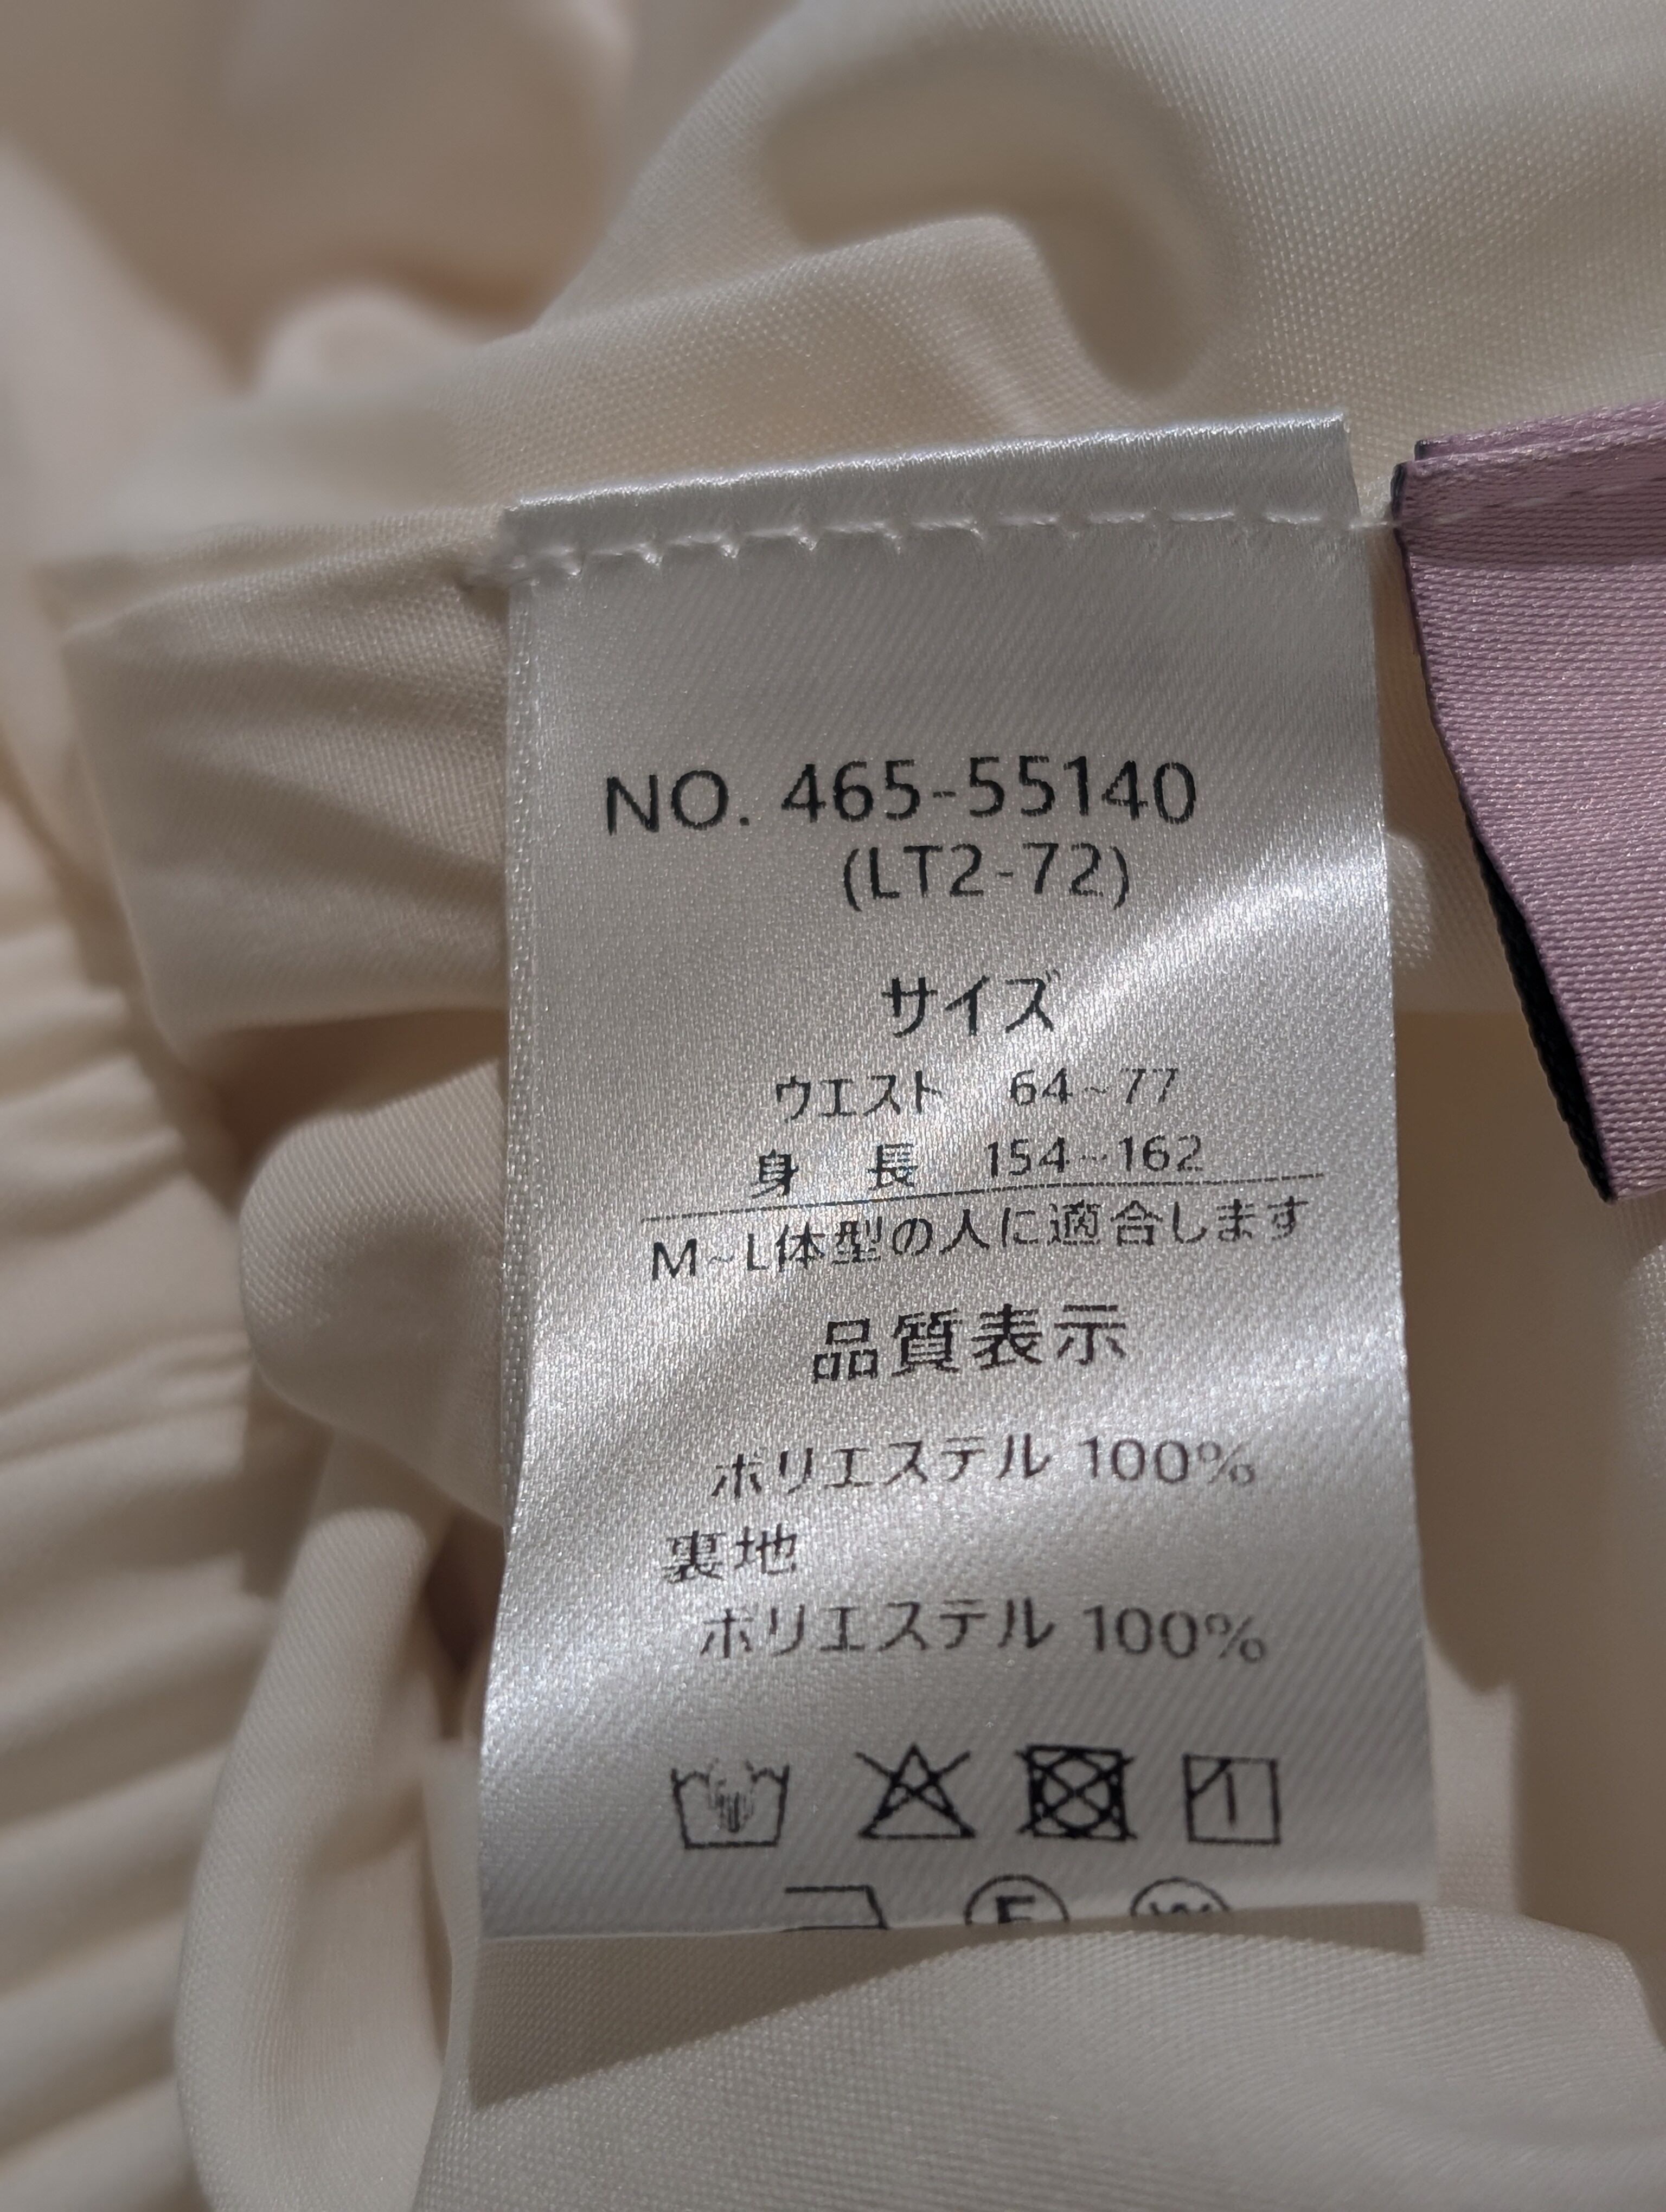 NO. 465-55140
(LT2-72)
サイズ
ウエスト 64~77
身 長 154~162
M~L体型の人に適合します
品質表示
ポリエステル 100%
裏地
ポリエステル 100%
F W